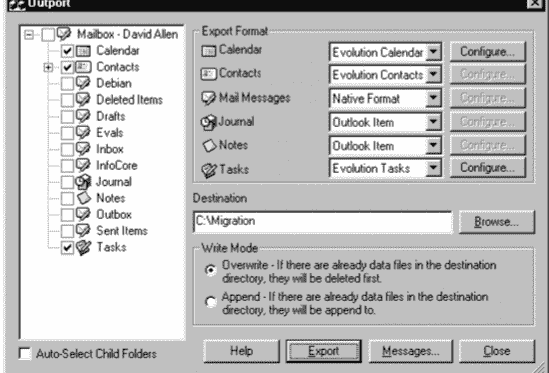 Outport
Mailbox - David Allen
Calendar
Contacts
Debian
Deleted Items
Drafts
Evals
Inbox
InfoCore
Journal
Notes
Outbox
Sent Items
Tasks
Auto-Select Child Folders
Export Format
Calendar Evolution Calendar Configure...
Contacts Evolution Contacts Configure...
Mail Messages Native Format Configure...
Journal Outlook Item Configure...
Notes Outlook Item Configure...
Tasks Evolution Tasks Configure...
Destination
C:\Migration Browse...
Write Mode
Overwrite - If there are already data files in the destination
directory, they will be deleted first.
Append - If there are already data files in the destination
directory, they will be append to.
Help Export Messages... Close